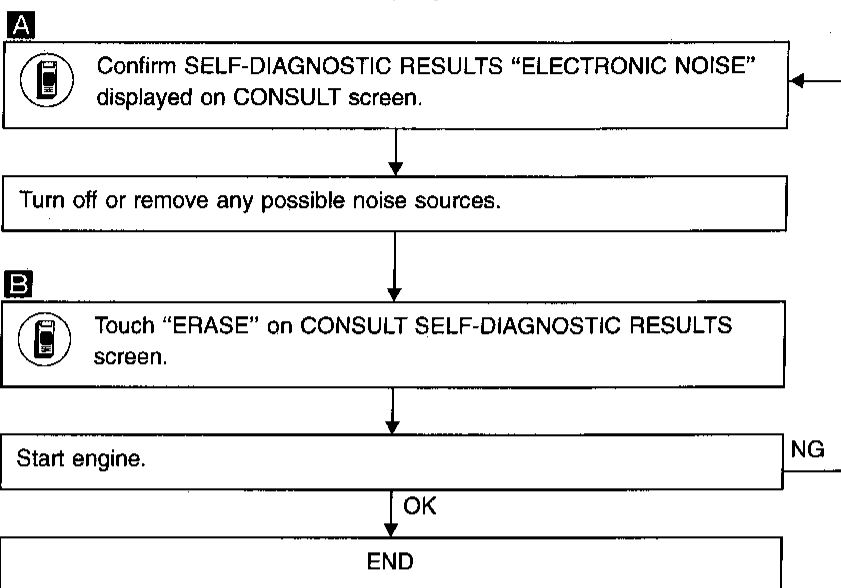 A
Confirm SELF-DIAGNOSTIC RESULTS “ELECTRONIC NOISE”
displayed on CONSULT screen.
Turn off or remove any possible noise sources.
B
Touch “ERASE” on CONSULT SELF-DIAGNOSTIC RESULTS
screen.
Start engine.
NG
OK
END